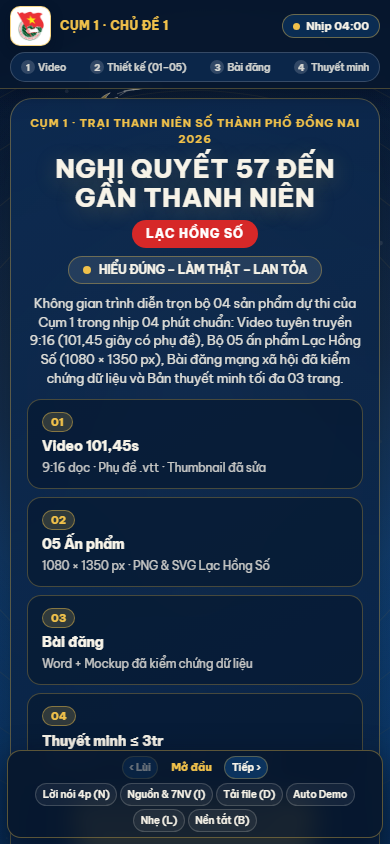 CỤM 1 · CHỦ ĐỀ 1
Nhịp 04:00
1 Video
2 Thiết kế (01–05)
3 Bài đăng
4 Thuyết minh
CỤM 1 · TRẠI THANH NIÊN SỐ THÀNH PHỐ ĐỒNG NAI
2026
NGHỊ QUYẾT 57 ĐẾN
GẦN THANH NIÊN
LẠC HỒNG SỐ
HIỂU ĐÚNG – LÀM THẬT – LAN TỎA
Không gian trình diễn trọn bộ 04 sản phẩm dự thi của
Cụm 1 trong nhịp 04 phút chuẩn: Video tuyên truyền
9:16 (101,45 giây có phụ đề), Bộ 05 ấn phẩm Lạc Hồng
Số (1080 × 1350 px), Bài đăng mạng xã hội đã kiểm
chứng dữ liệu và Bản thuyết minh tối đa 03 trang.
01
Video 101,45s
9:16 dọc · Phụ đề .vtt · Thumbnail đã sửa
02
05 Ấn phẩm
1080 × 1350 px · PNG & SVG Lạc Hồng Số
03
Bài đăng
Word + Mockup đã kiểm chứng dữ liệu
04
Thuyết minh ≤ 3tr
‹ Lùi
Mở đầu
Tiếp ›
Lời nói 4p (N)
Nguồn & 7NV (I)
Tải file (D)
Auto Demo
Nhẹ (L)
Nền tắt (B)